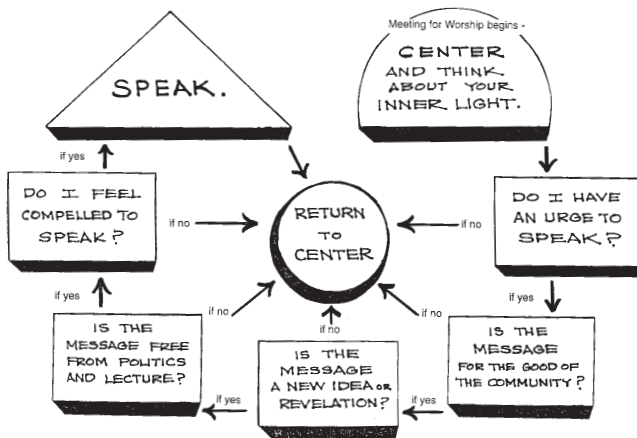 Meeting for Worship begins -
CENTER
AND THINK
ABOUT YOUR
INNER LIGHT.
DO I HAVE
AN URGE TO
SPEAK?
if no
if yes
IS THE
MESSAGE
FOR THE GOOD OF
THE COMMUNITY?
if no
if yes
IS THE
MESSAGE
A NEW IDEA OR
REVELATION?
if no
if yes
IS THE
MESSAGE FREE
FROM POLITICS
AND LECTURE?
if no
if yes
DO I FEEL
COMPELLED TO
SPEAK?
if no
if yes
SPEAK.
RETURN
TO
CENTER